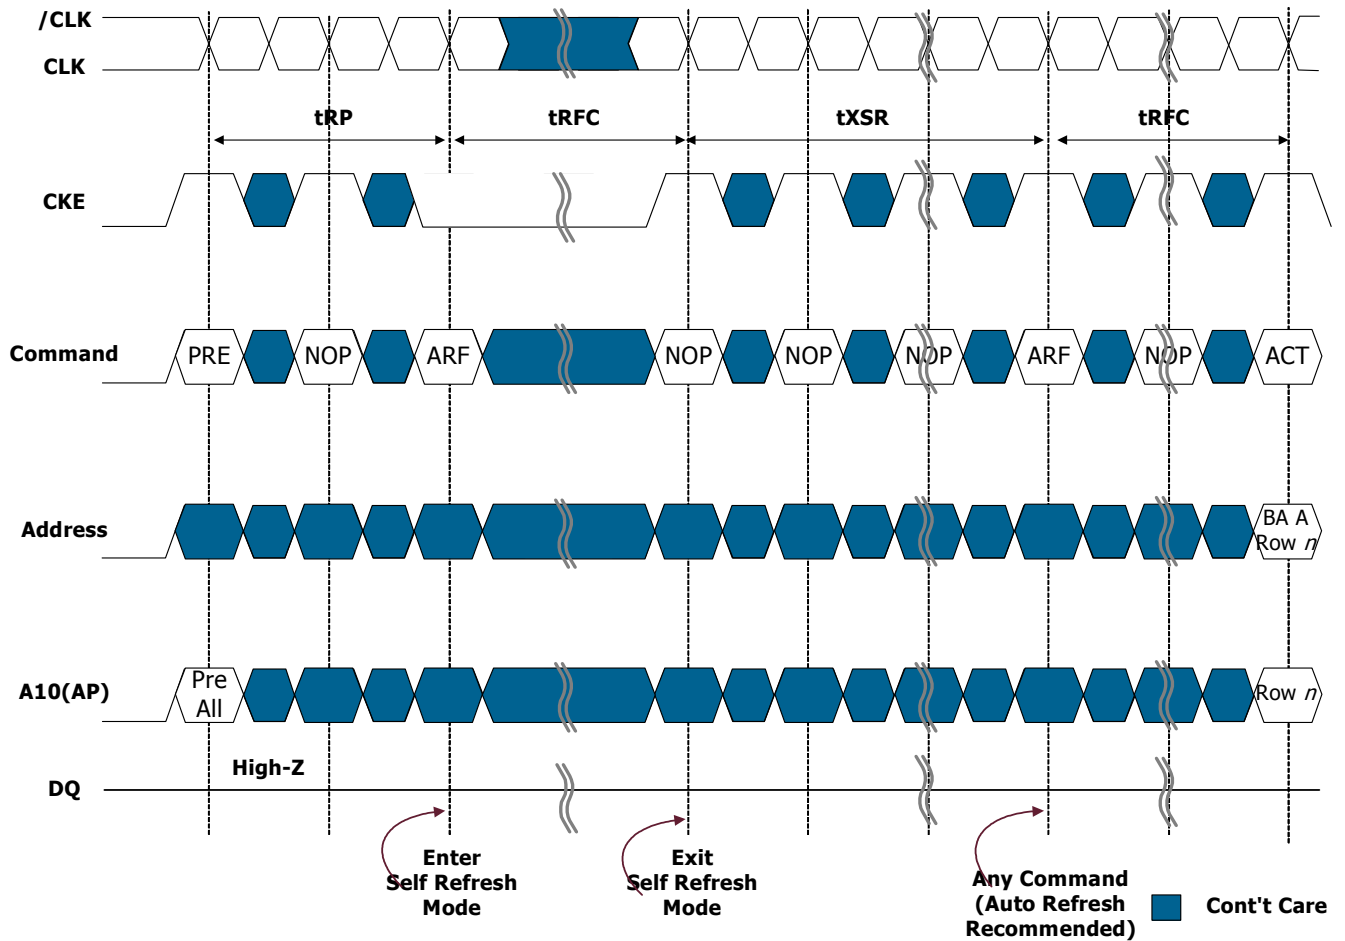 /CLK
CLK
tRP
tRFC
tXSR
tRFC
CKE
Command
PRE
NOP
ARF
NOP
NOP
NOP
ARF
NOP
ACT
Address
BA A
Row n
A10(AP)
Pre
All
Row n
High-Z
DQ
Enter
Self Refresh
Mode
Exit
Self Refresh
Mode
Any Command
(Auto Refresh
Recommended)
Cont't Care